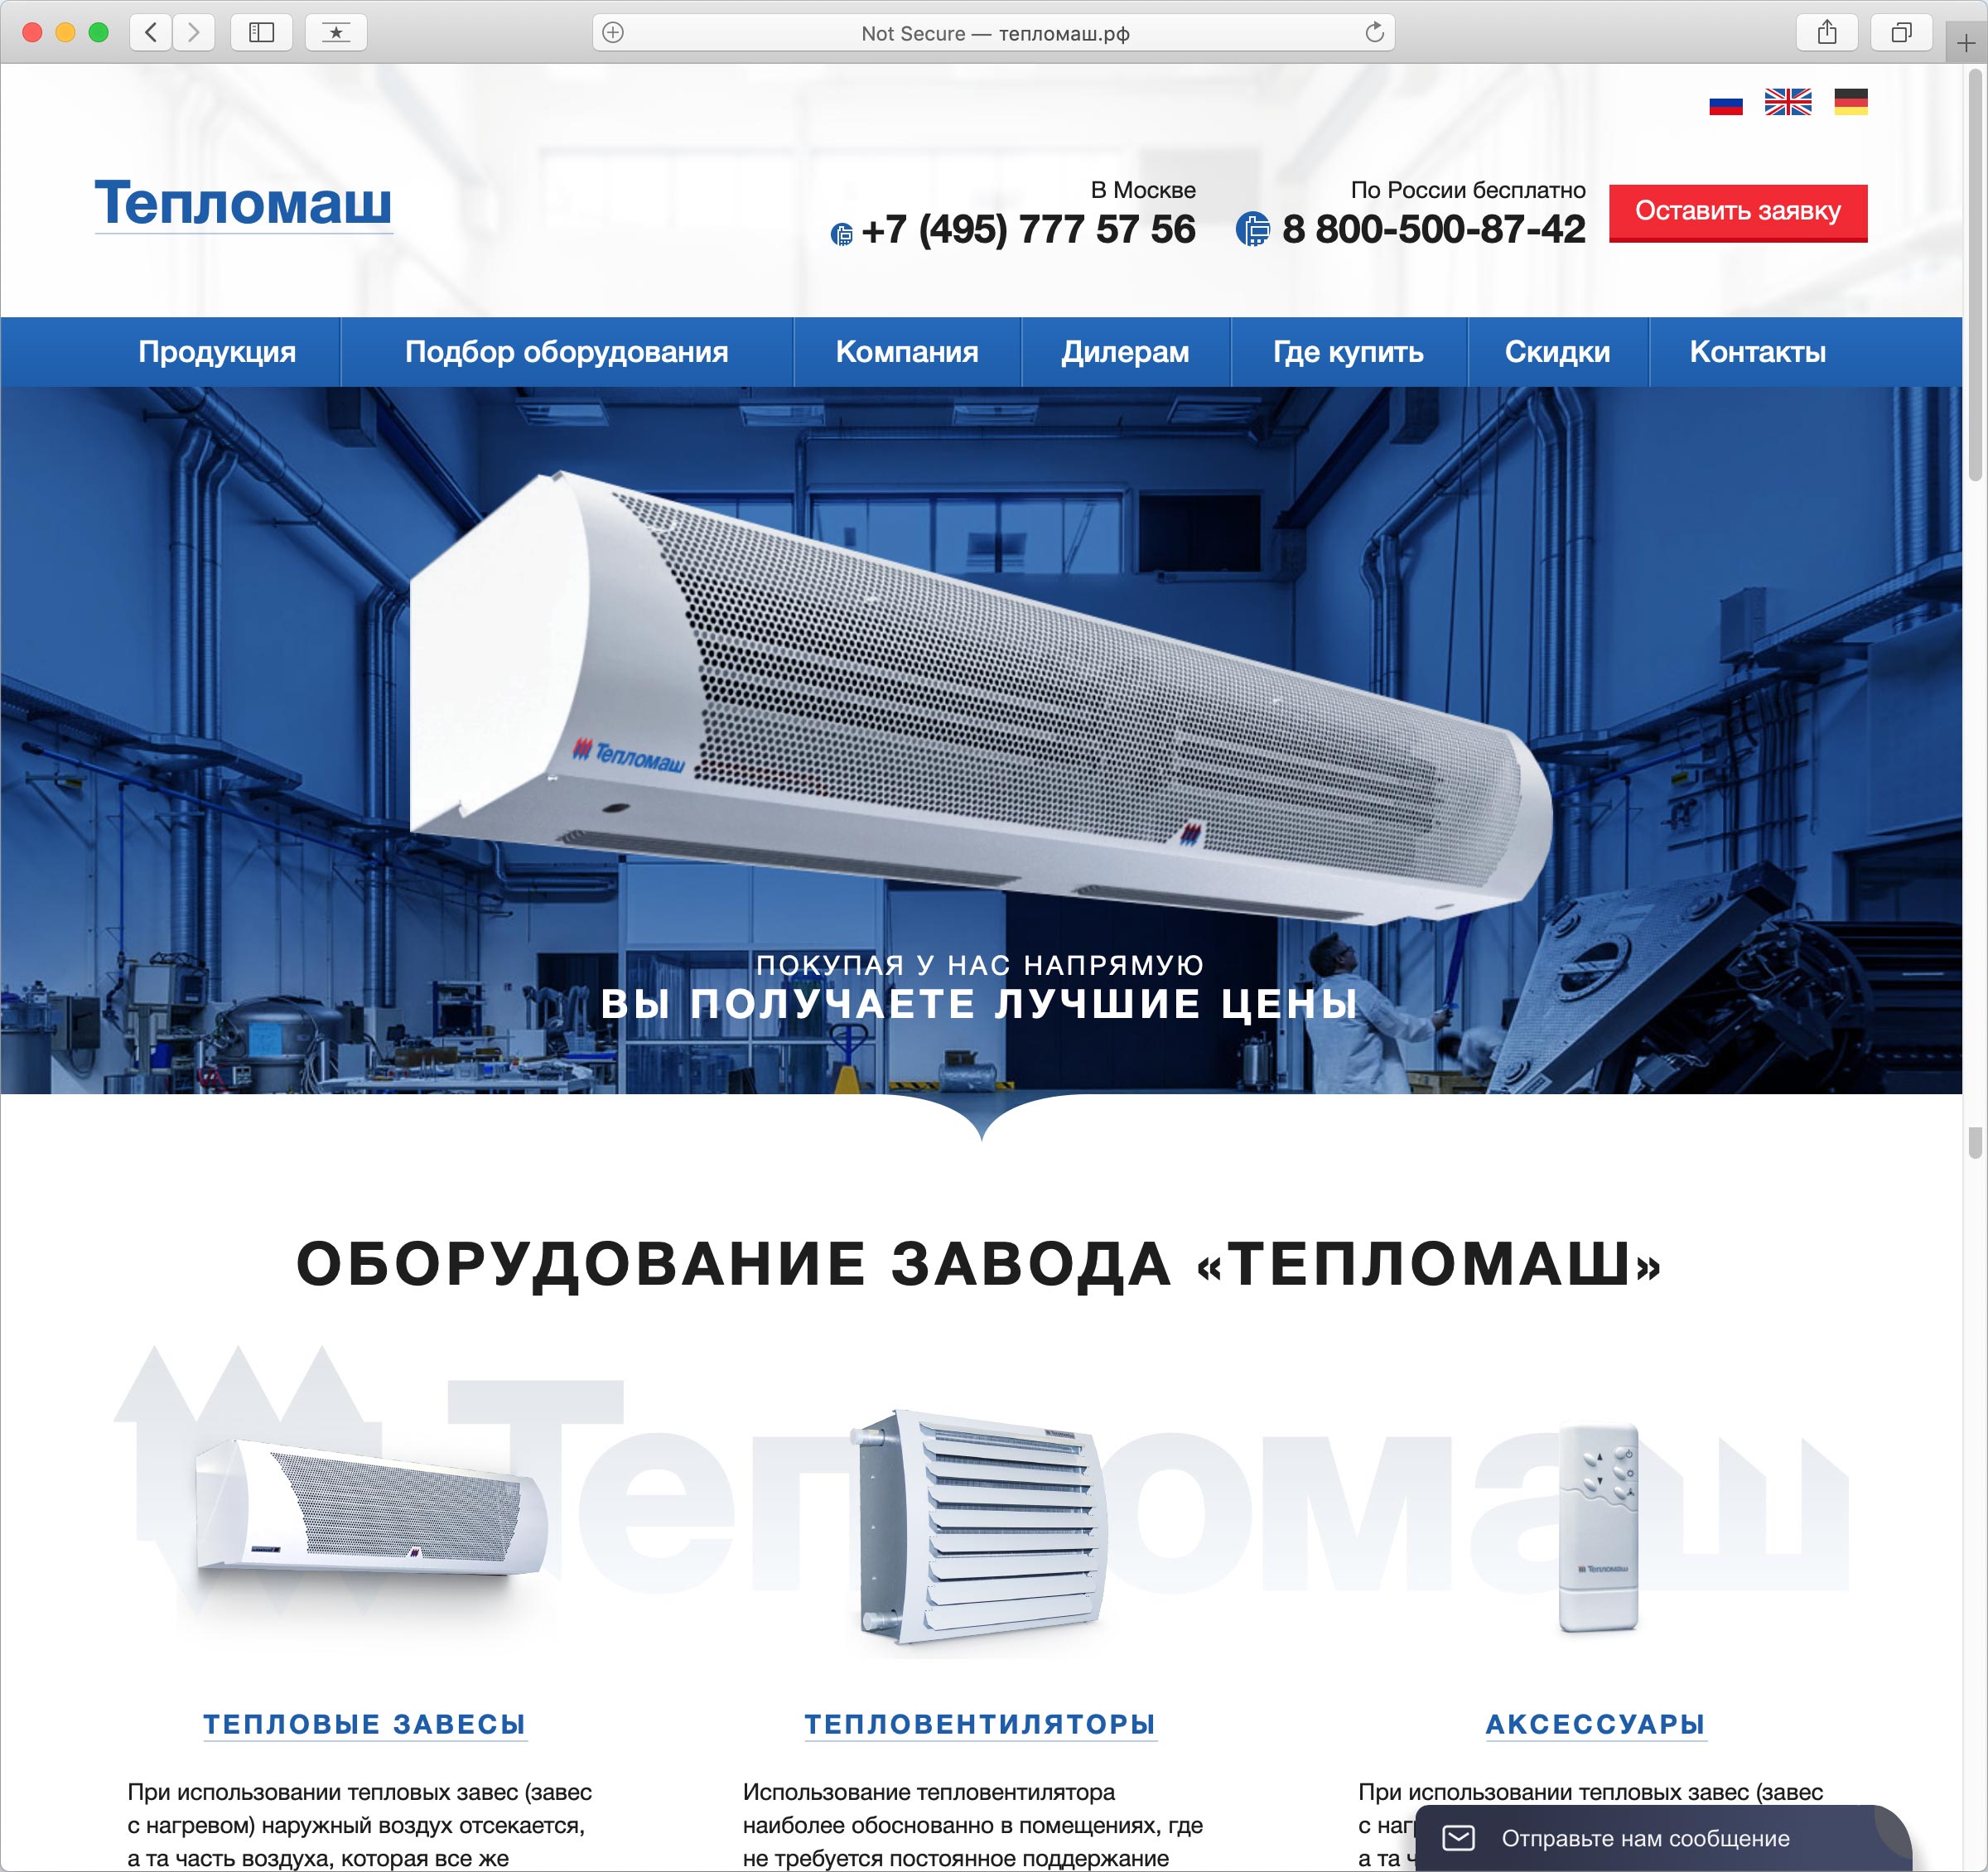 Not Secure — тепломаш.рф
Тепломаш
В Москве
+7 (495) 777 57 56
По России бесплатно
8 800-500-87-42
Оставить заявку
Продукция
Подбор оборудования
Компания
Дилерам
Где купить
Скидки
Контакты
Тепломаш
ПОКУПАЯ У НАС НАПРЯМУЮ
ВЫ ПОЛУЧАЕТЕ ЛУЧШИЕ ЦЕНЫ
ОБОРУДОВАНИЕ ЗАВОДА «ТЕПЛОМАШ»
Тепломаш
Тепломаш
ТЕПЛОВЫЕ ЗАВЕСЫ
При использовании тепловых завес (завес
с нагревом) наружный воздух отсекается,
а та часть воздуха, которая все же
ТЕПЛОВЕНТИЛЯТОРЫ
Использование тепловентилятора
наиболее обоснованно в помещениях, где
не требуется постоянное поддержание
АКСЕССУАРЫ
При использовании тепловых завес (завес
с наг
а та ч
Отправьте нам сообщение